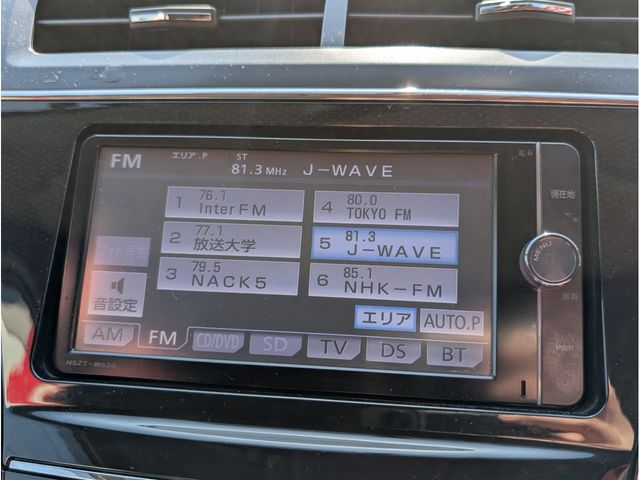 FM エリア.P ST 81.3 MHz J-WAVE
1 76.1 InterFM
2 77.1 放送大学
3 79.5 NACK5
4 80.0 TOKYO FM
5 81.3 J-WAVE
6 85.1 NHK-FM
音設定
エリア AUTO.P
AM FM CD/DVD SD TV DS BT
NSZT-W62G
現在地
MENU
画面
PWR